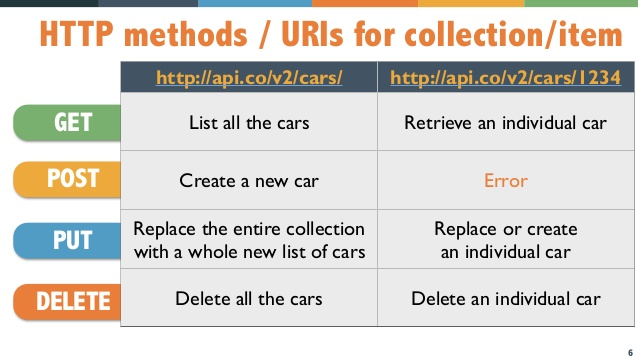 HTTP methods / URIs for collection/item
http://api.co/v2/cars/ http://api.co/v2/cars/1234
GET List all the cars Retrieve an individual car
POST Create a new car Error
PUT Replace the entire collection with a whole new list of cars Replace or create an individual car
DELETE Delete all the cars Delete an individual car
6